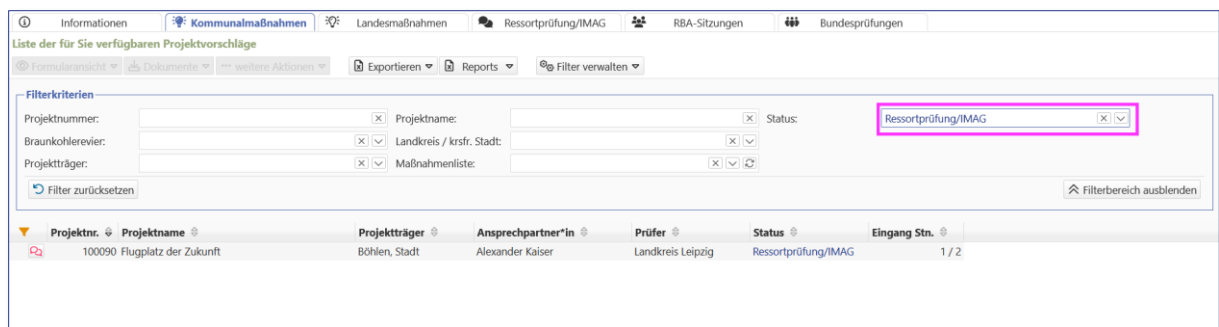 Informationen Kommunalmaßnahmen Landesmaßnahmen Ressortprüfung/IMAG RBA-Sitzungen Bundesprüfungen
Liste der für Sie verfügbaren Projektvorschläge
Formularansicht Dokumente weitere Aktionen Exportieren Reports Filter verwalten
Filterkriterien
Projektnummer: Projektname: Status: Ressortprüfung/IMAG
Braunkohlerevier: Landkreis / krsfr. Stadt:
Projektträger: Maßnahmenliste:
Filter zurücksetzen Filterbereich ausblenden
Projektnr. Projektname Projektträger Ansprechpartner*in Prüfer Status Eingang Stn.
100090 Flugplatz der Zukunft Böhlen, Stadt Alexander Kaiser Landkreis Leipzig Ressortprüfung/IMAG 1 / 2